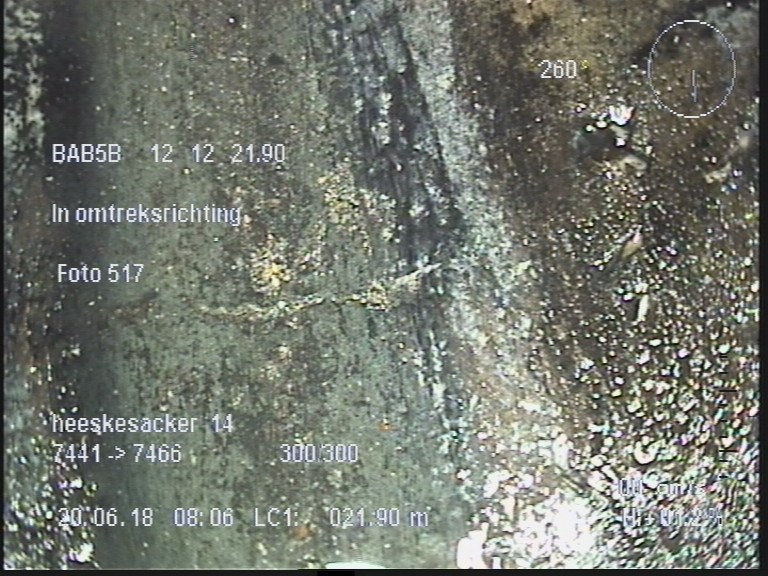 260°
BAB5B 12 12 21.90
In omtreksrichting
Foto 517
heeskesacker 14
7441 -> 7466 300/300
20.06.18 08:06 LC1: 021.90 m